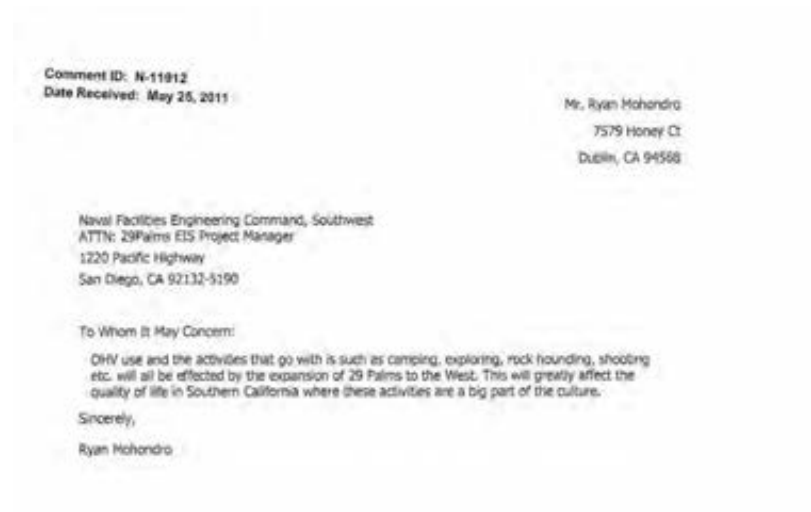 Comment ID: N-11912
Date Received: May 25, 2011
Mr. Ryan Mohondro
7579 Honey Ct
Dublin, CA 94568
Naval Facilities Engineering Command, Southwest
ATTN: 29Palms EIS Project Manager
1220 Pacific Highway
San Diego, CA 92132-5190
To Whom It May Concern:
OHV use and the activities that go with is such as camping, exploring, rock hounding, shooting
etc. will all be effected by the expansion of 29 Palms to the West. This will greatly affect the
quality of life in Southern California where these activities are a big part of the culture.
Sincerely,
Ryan Mohondro